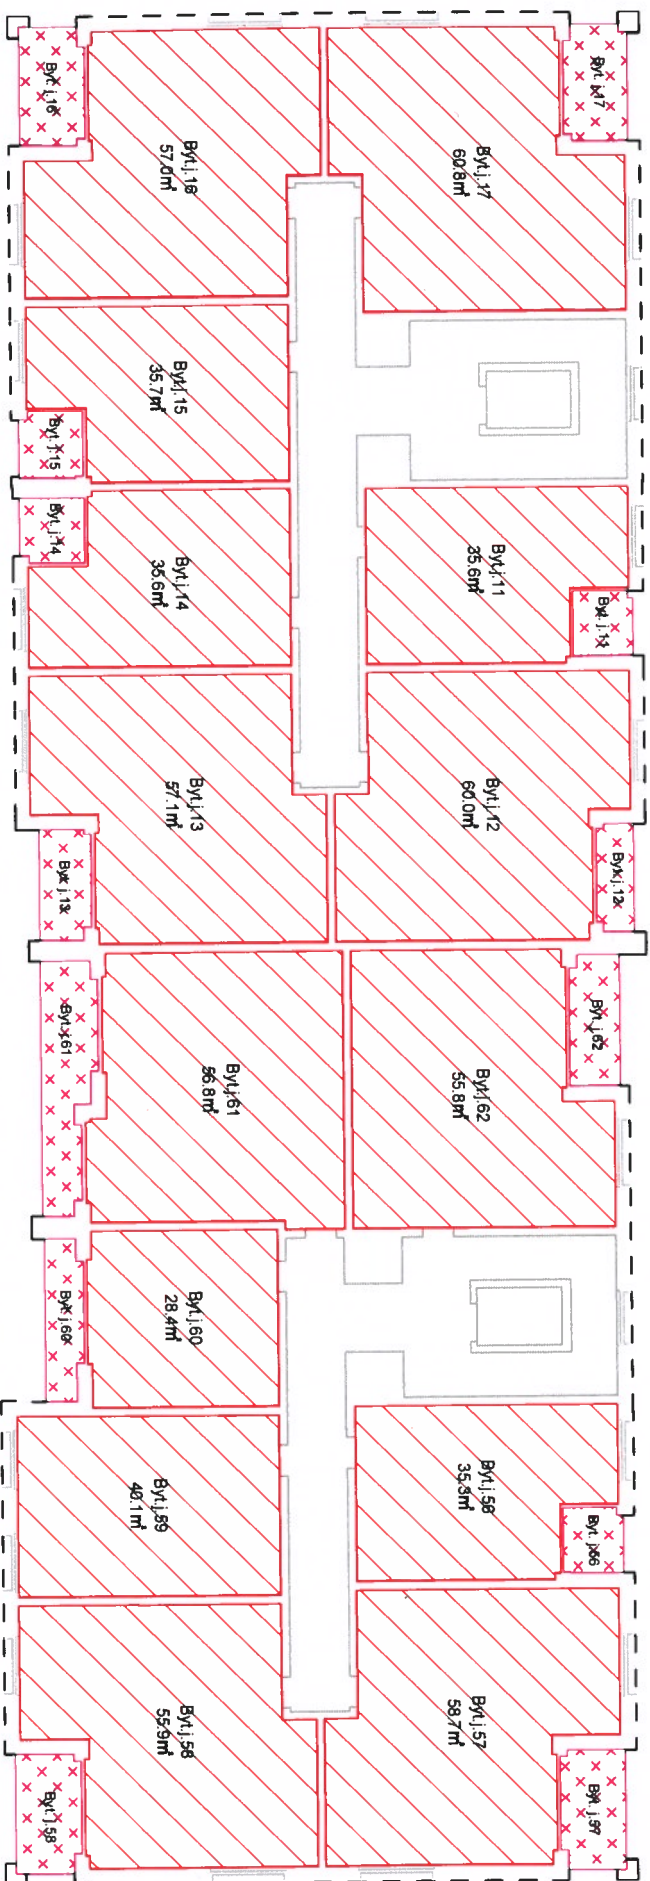 Byt. j.16
Byt.j.16
57.0m²
Byt.j.17
60.8m²
Byt. j.17
Byt.j.15
35.7m²
Byt. j.15
Byt. j.14
Byt.j.14
35.6m²
Byt.j.11
35.6m²
Byt. j.11
Byt.j.13
57.1m²
Byt. j.13
Byt.j.12
60.0m²
Byt. j.12
Byt. j.61
Byt.j.61
56.8m²
Byt.j.62
55.8m²
Byt. j.62
Byt. j.60
Byt.j.60
28.4m²
Byt.j.59
40.1m²
Byt.j.56
35.3m²
Byt. j.56
Byt.j.58
55.9m²
Byt. j.58
Byt.j.57
58.7m²
Byt. j.57